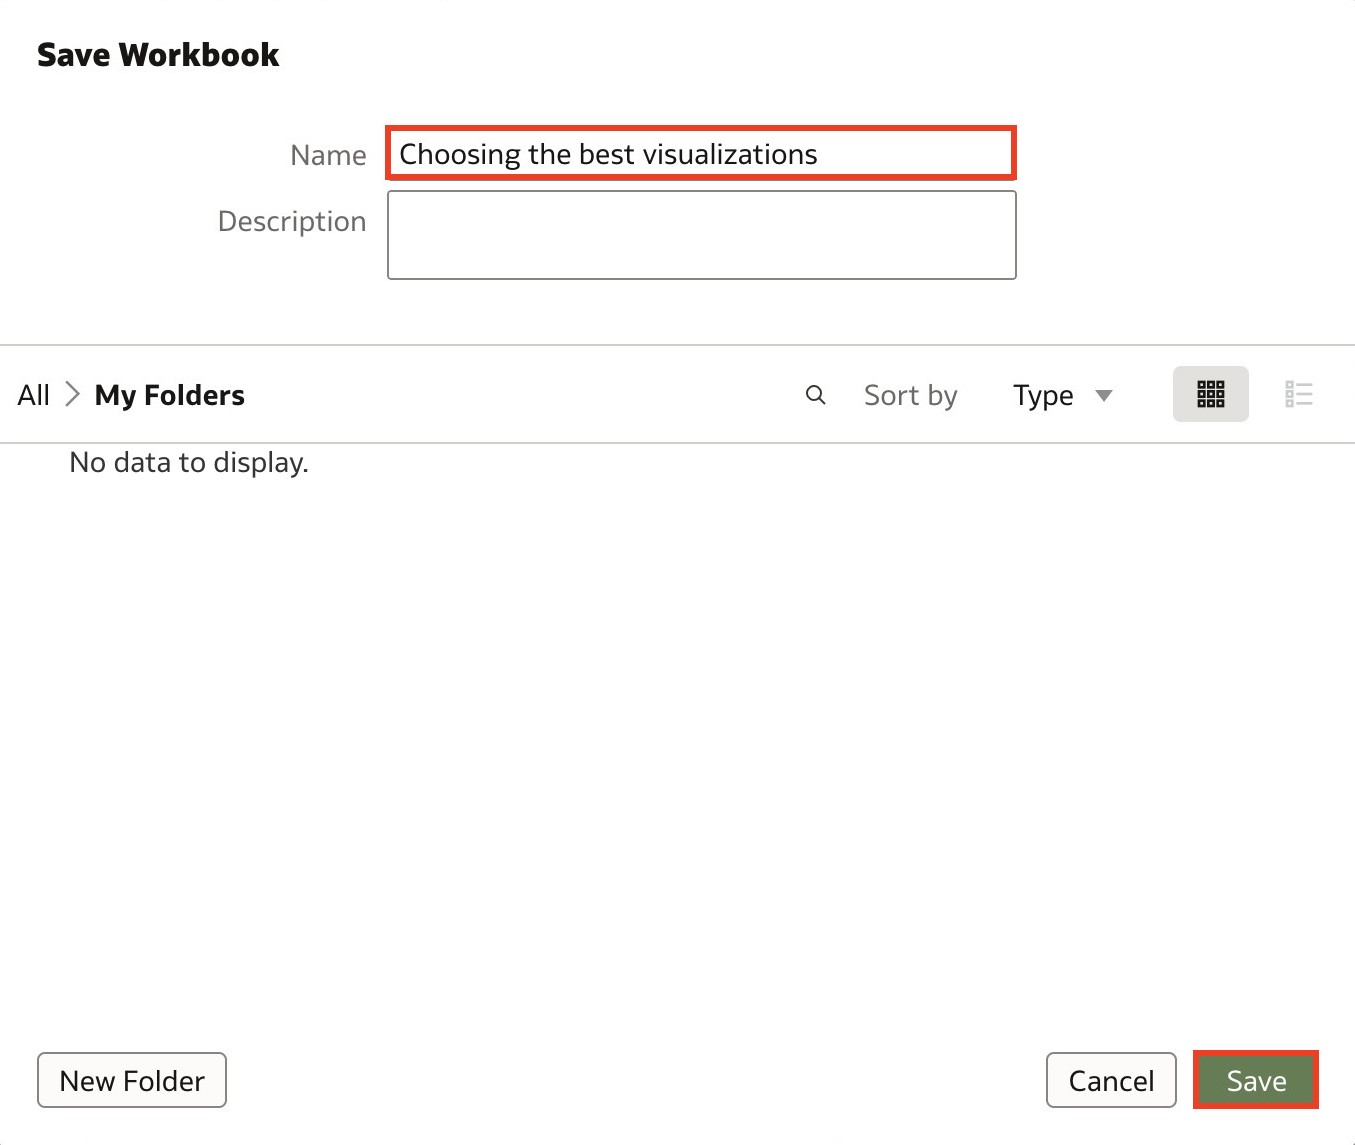 Save Workbook
Name Choosing the best visualizations
Description
All My Folders Sort by Type
No data to display.
New Folder Cancel Save